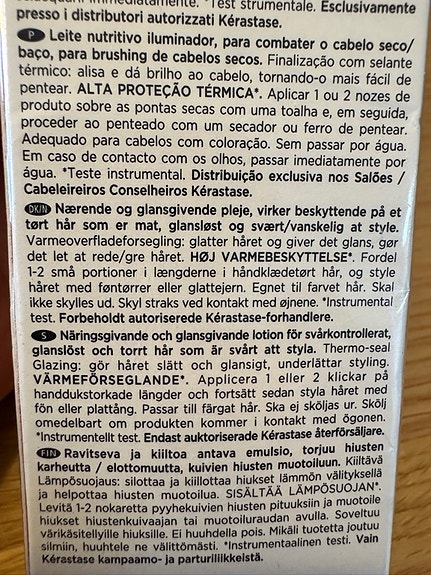 *Test strumentale. Esclusivamente
presso i distributori autorizzati Kérastase.
P Leite nutritivo iluminador, para combater o cabelo seco/
baço, para brushing de cabelos secos. Finalização com selante
térmico: alisa e dá brilho ao cabelo, tornando-o mais fácil de
pentear. ALTA PROTEÇÃO TÉRMICA*. Aplicar 1 ou 2 nozes de
produto sobre as pontas secas com uma toalha e, em seguida,
proceder ao penteado com um secador ou ferro de pentear.
Adequado para cabelos com coloração. Sem passar por água.
Em caso de contacto com os olhos, passar imediatamente por
água. *Teste instrumental. Distribuição exclusiva nos Salões /
Cabeleireiros Conselheiros Kérastase.
DK/N Nærende og glansgivende pleje, virker beskyttende på et
tørt hår som er mat, glansløst og svært/vanskelig at style.
Varmeoverfladeforsegling: glatter håret og giver det glans, gør
det let at rede/gre håret. HØJ VARMEBESKYTTELSE*. Fordel
1-2 små portioner i længderne i håndklædetørt hår, og style
håret med føntørrer eller glattejern. Egnet til farvet hår. Skal
ikke skylles ud. Skyl straks ved kontakt med øjnene. *Instrumental
test. Forbeholdt autoriserede Kérastase-forhandlere.
S Näringsgivande och glansgivande lotion för svårkontrollerat,
glanslöst och torrt hår som är svårt att styla. Thermo-seal
Glazing: gör håret slätt och glansigt, underlättar styling.
VÄRMEFÖRSEGLANDE*. Applicera 1 eller 2 klickar på
handdukstorkade längder och fortsätt sedan styla håret med
fön eller plattång. Passar till färgat hår. Ska ej sköljas ur. Skölj
omedelbart om produkten kommer i kontakt med ögonen.
*Instrumentellt test. Endast auktoriserade Kérastase återförsäljare.
FIN Ravitseva ja kiiltoa antava emulsio, torjuu hiusten
karheutta / elottomuutta, kuivien hiusten muotoiluun. Kiiltävä
Lämpösuojaus: silottaa ja kiillottaa hiukset lämmön välityksellä
ja helpottaa hiusten muotoilua. SISÄLTÄÄ LÄMPÖSUOJAN*.
Levitä 1-2 nokaretta pyyhekuivien hiusten pituuksiin ja muotoile
hiukset hiustenkuivaajan tai muotoiluraudan avulla. Soveltuu
värikäsitellyille hiuksille. Ei huuhdella pois. Mikäli tuotetta joutuu
silmiin, huuhtele ne välittömästi. *Instrumentaalinen testi. Vain
Kérastase kampaamo- ja parturiliikkeistä.